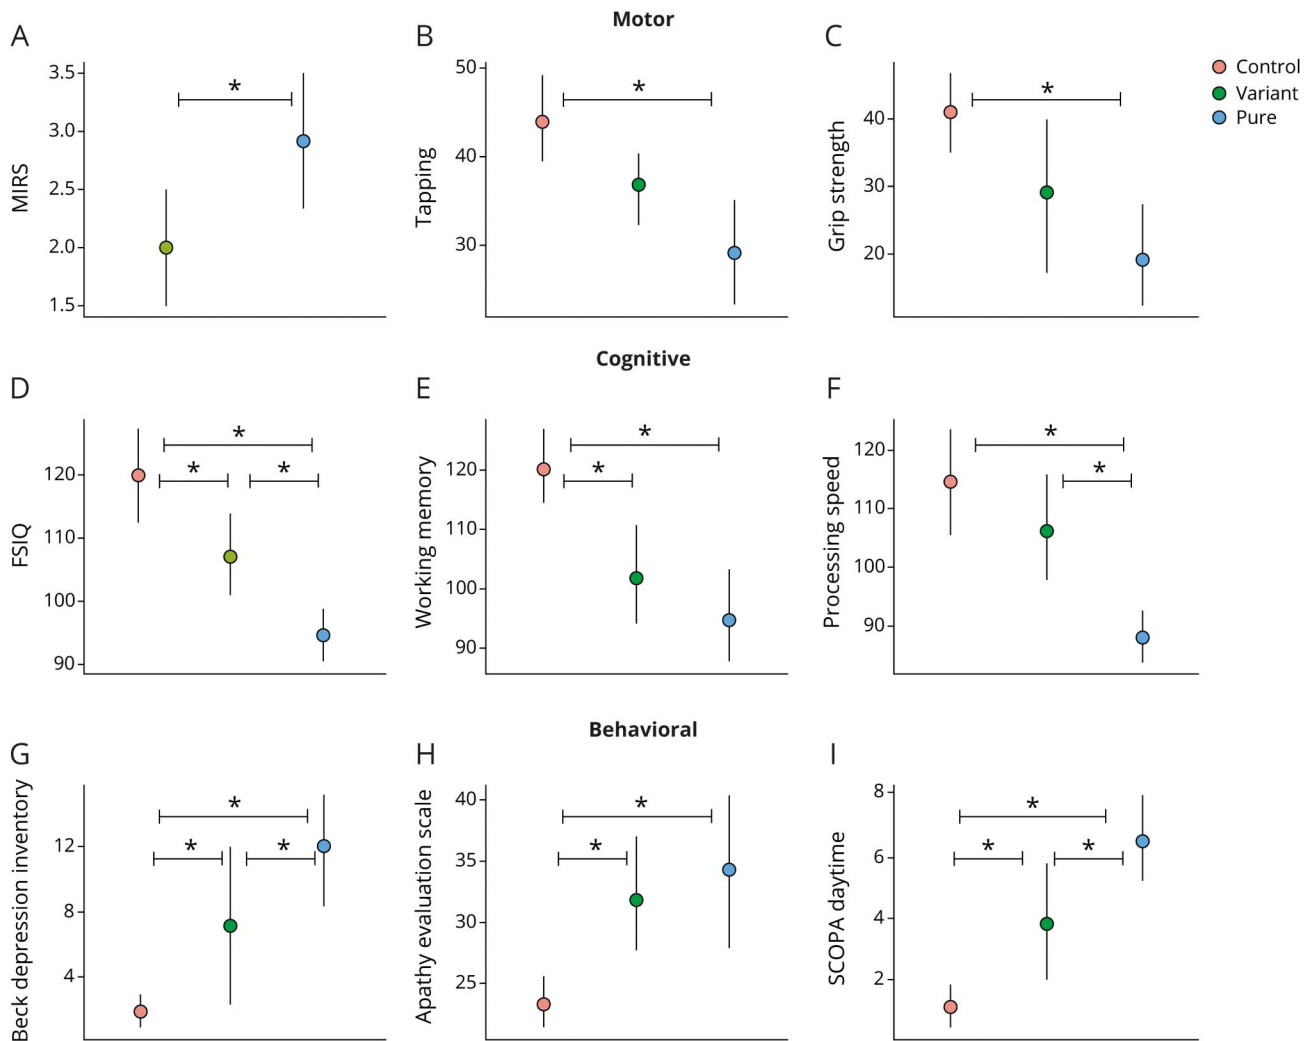 Motor
A
MIRS
3.5
3.0
2.5
2.0
1.5
*
B
Tapping
50
40
30
*
C
Grip strength
40
30
20
*
Control
Variant
Pure
Cognitive
D
FSIQ
120
110
100
90
*
*
*
E
Working memory
120
110
100
90
*
*
F
Processing speed
120
110
100
90
*
*
Behavioral
G
Beck depression inventory
12
8
4
*
*
*
H
Apathy evaluation scale
40
35
30
25
*
*
I
SCOPA daytime
8
6
4
2
*
*
*